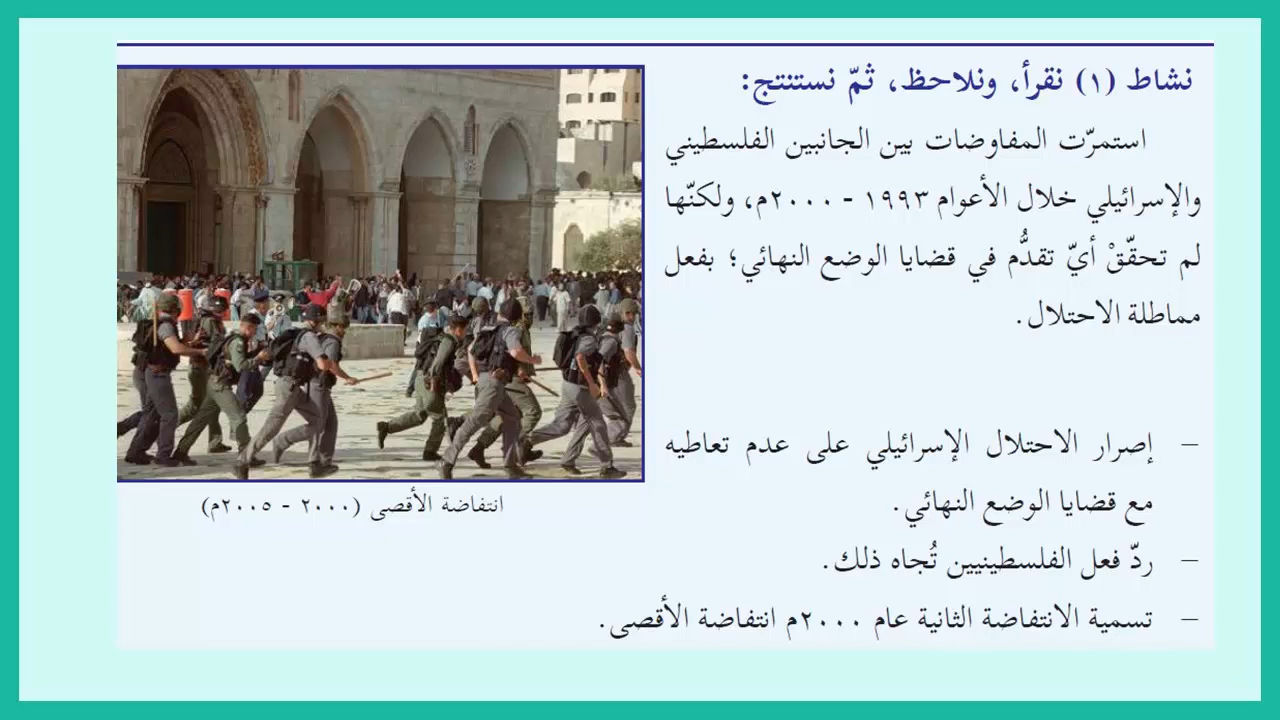 نشاط (١) نقرأ، ونلاحظ، ثمّ نستنتج:
استمرّت المفاوضات بين الجانبين الفلسطيني
والإسرائيلي خلال الأعوام ١٩٩٣ - ٢٠٠٠م، ولكنّها
لم تحقّقْ أيّ تقدُّم في قضايا الوضع النهائي؛ بفعل
مماطلة الاحتلال.
– إصرار الاحتلال الإسرائيلي على عدم تعاطيه
مع قضايا الوضع النهائي.
– ردّ فعل الفلسطينيين تُجاه ذلك.
– تسمية الانتفاضة الثانية عام ٢٠٠٠م انتفاضة الأقصى.
انتفاضة الأقصى (٢٠٠٠ - ٢٠٠٥م)